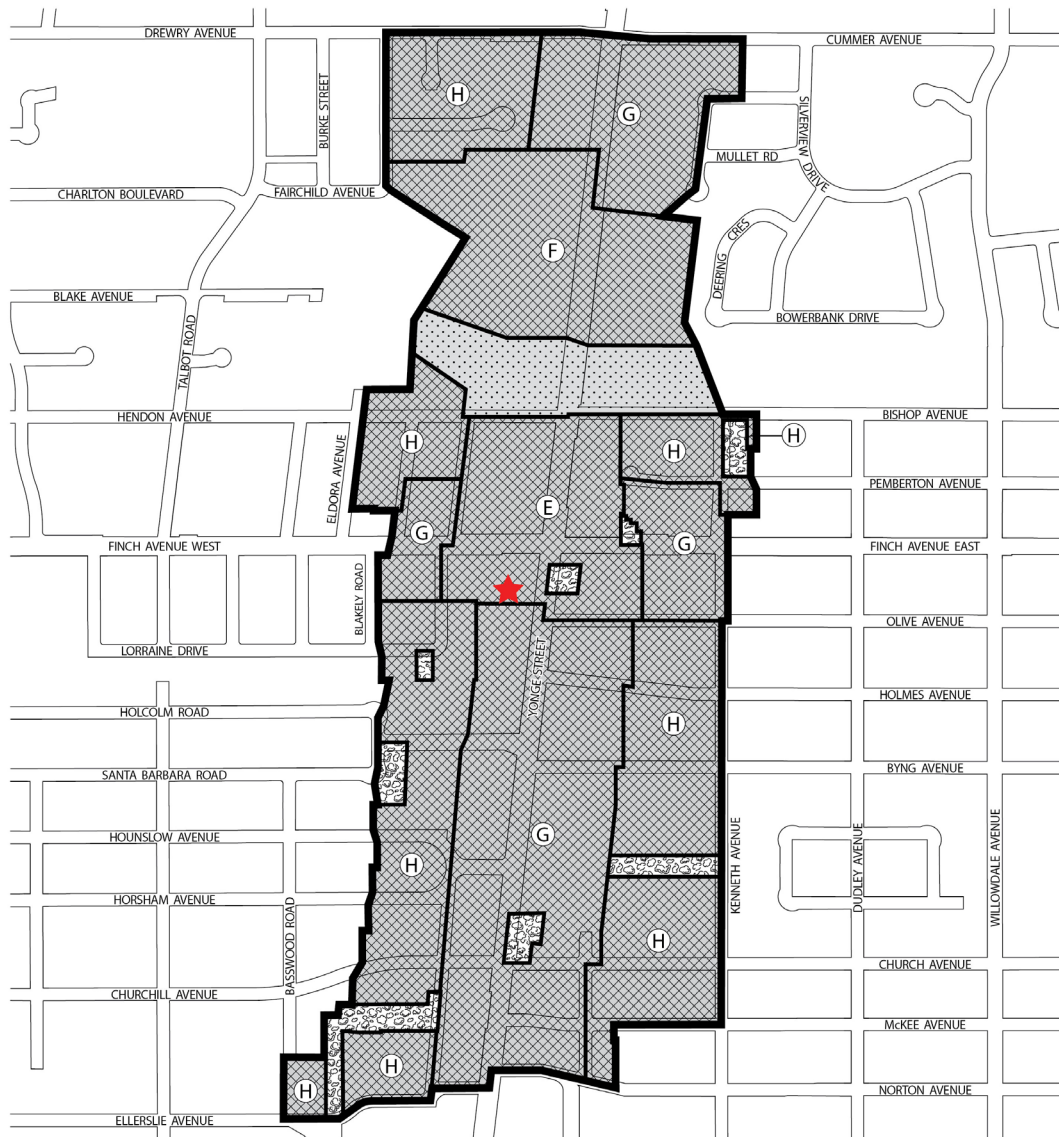 DREWRY AVENUE
CUMMER AVENUE
BURKE STREET
H
G
SILVERVIEW DRIVE
MULLET RD
CHARLTON BOULEVARD
FAIRCHILD AVENUE
DEERING CRES
F
BLAKE AVENUE
BOWERBANK DRIVE
TALBOT ROAD
HENDON AVENUE
BISHOP AVENUE
H
H
H
ELDORA AVENUE
PEMBERTON AVENUE
E
G
G
FINCH AVENUE WEST
FINCH AVENUE EAST
BLAKELY ROAD
OLIVE AVENUE
LORRAINE DRIVE
YONGE STREET
HOLMES AVENUE
HOLCOLM ROAD
H
SANTA BARBARA ROAD
BYNG AVENUE
HOUNSLOW AVENUE
G
H
KENNETH AVENUE
DUDLEY AVENUE
WILLOWDALE AVENUE
HORSHAM AVENUE
BASSWOOD ROAD
H
CHURCH AVENUE
CHURCHILL AVENUE
McKEE AVENUE
H
H
NORTON AVENUE
ELLERSLIE AVENUE